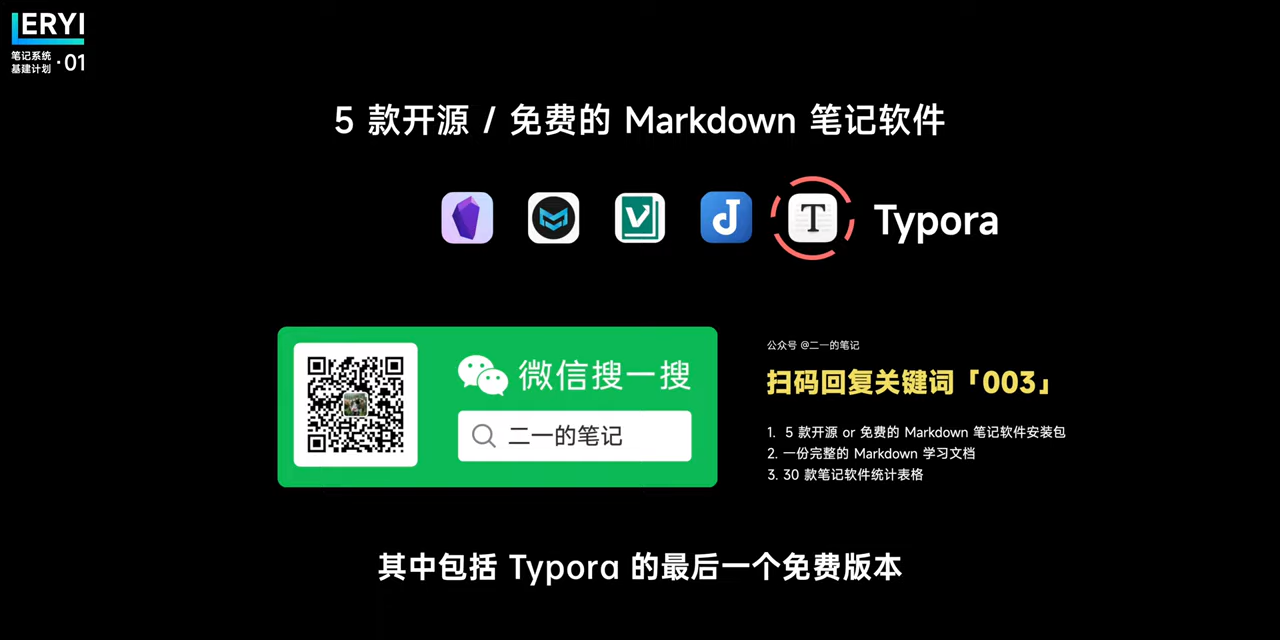 LERYI
笔记系统
基建计划 · 01
5 款开源 / 免费的 Markdown 笔记软件
T Typora
微信搜一搜
二一的笔记
公众号 @二一的笔记
扫码回复关键词「003」
1. 5 款开源 or 免费的 Markdown 笔记软件安装包
2. 一份完整的 Markdown 学习文档
3. 30 款笔记软件统计表格
其中包括 Typora 的最后一个免费版本